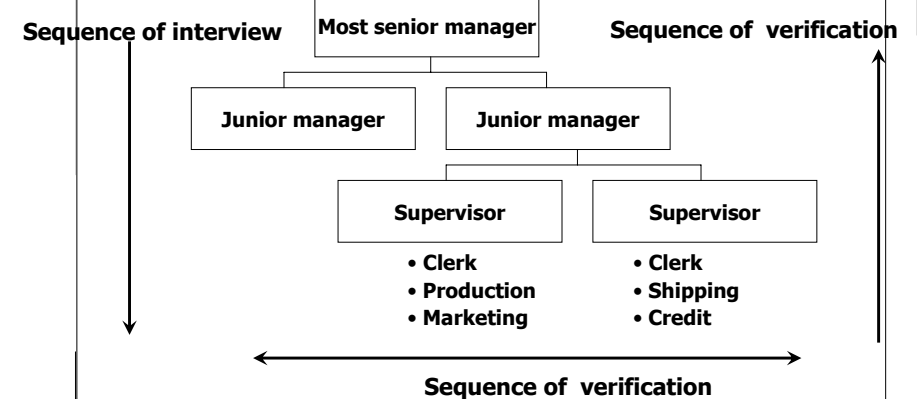 Sequence of interview
Most senior manager
Sequence of  verification
Junior manager
Junior manager
Supervisor
Supervisor
• Clerk
• Production
• Marketing
• Clerk
• Shipping
• Credit
Sequence of  verification